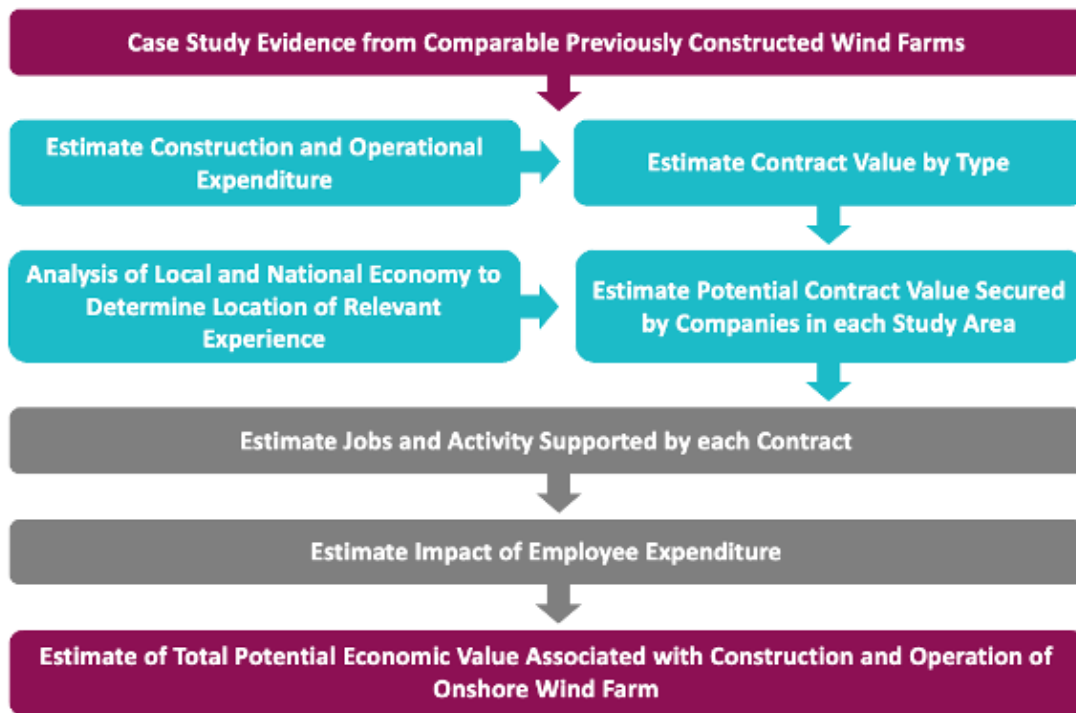 Case Study Evidence from Comparable Previously Constructed Wind Farms
Estimate Construction and Operational
Expenditure
Estimate Contract Value by Type
Analysis of Local and National Economy to
Determine Location of Relevant
Experience
Estimate Potential Contract Value Secured
by Companies in each Study Area
Estimate Jobs and Activity Supported by each Contract
Estimate Impact of Employee Expenditure
Estimate of Total Potential Economic Value Associated with Construction and Operation of
Onshore Wind Farm